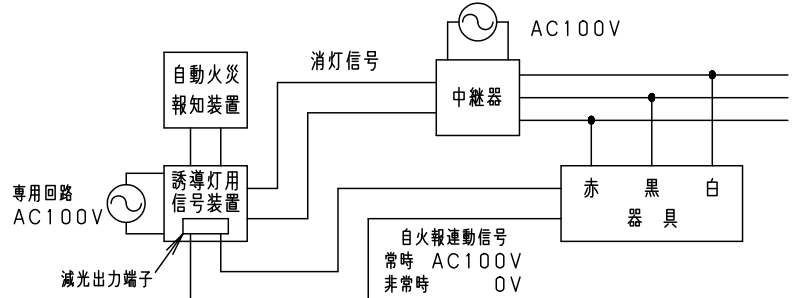 AC100V
消灯信号
自動火災
報知装置
中継器
誘導灯用
信号装置
専用回路
AC100V
赤 黒 白
器 具
自火報連動信号
常時 AC100V
非常時 0V
減光出力端子